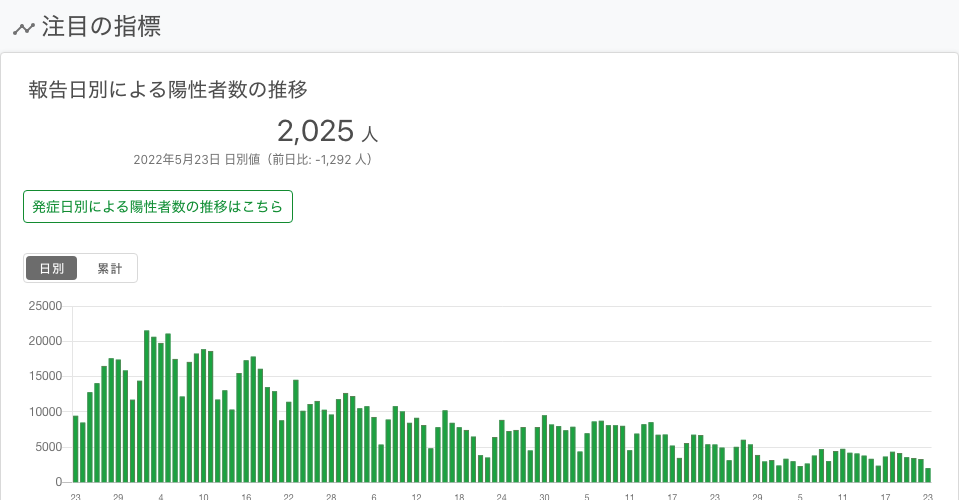 注目の指標
報告日別による陽性者数の推移
2,025 人
2022年5月23日 日別値（前日比: -1,292 人）
発症日別による陽性者数の推移はこちら
日別 累計
25000
20000
15000
10000
5000
0
23 29 4 10 16 22 28 6 12 18 24 30 5 11 17 23 29 5 11 17 23